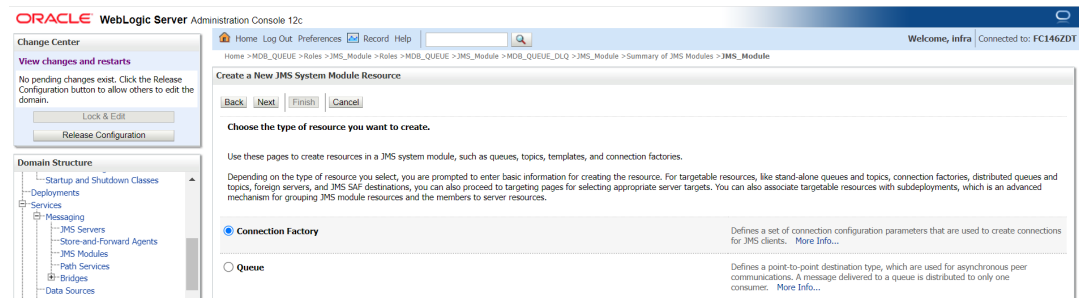 ORACLE WebLogic Server Administration Console 12c
Change Center
View changes and restarts
No pending changes exist. Click the Release
Configuration button to allow others to edit the
domain.
Lock & Edit
Release Configuration
Domain Structure
Startup and Shutdown Classes
Deployments
Services
Messaging
JMS Servers
Store-and-Forward Agents
JMS Modules
Path Services
Bridges
Data Sources
Home Log Out Preferences Record Help
Welcome, infra Connected to: FC146ZDT
Home >MDB_QUEUE >Roles >JMS_Module >Roles >MDB_QUEUE >JMS_Module >MDB_QUEUE_DLQ >JMS_Module >Summary of JMS Modules >JMS_Module
Create a New JMS System Module Resource
Back Next Finish Cancel
Choose the type of resource you want to create.
Use these pages to create resources in a JMS system module, such as queues, topics, templates, and connection factories.
Depending on the type of resource you select, you are prompted to enter basic information for creating the resource. For targetable resources, like stand-alone queues and topics, connection factories, distributed queues and
topics, foreign servers, and JMS SAF destinations, you can also proceed to targeting pages for selecting appropriate server targets. You can also associate targetable resources with subdeployments, which is an advanced
mechanism for grouping JMS module resources and the members to server resources.
Connection Factory
Defines a set of connection configuration parameters that are used to create connections
for JMS clients. More Info...
Queue
Defines a point-to-point destination type, which are used for asynchronous peer
communications. A message delivered to a queue is distributed to only one
consumer. More Info...